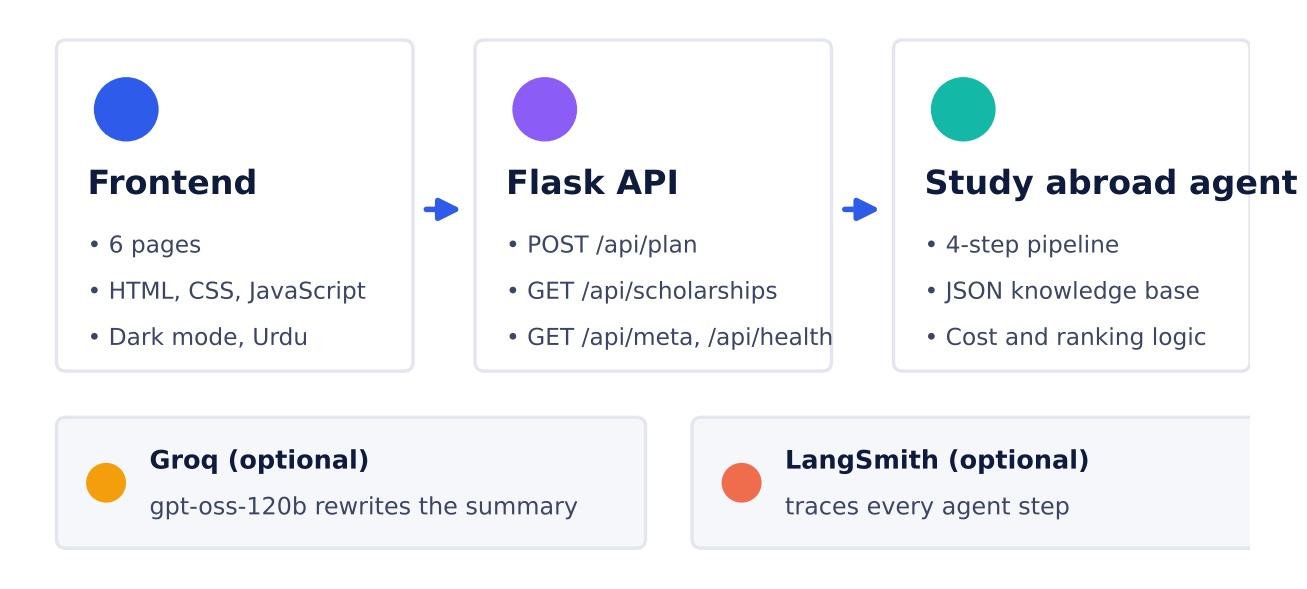 Frontend
• 6 pages
• HTML, CSS, JavaScript
• Dark mode, Urdu
Flask API
• POST /api/plan
• GET /api/scholarships
• GET /api/meta, /api/health
Study abroad agent
• 4-step pipeline
• JSON knowledge base
• Cost and ranking logic
Groq (optional)
gpt-oss-120b rewrites the summary
LangSmith (optional)
traces every agent step